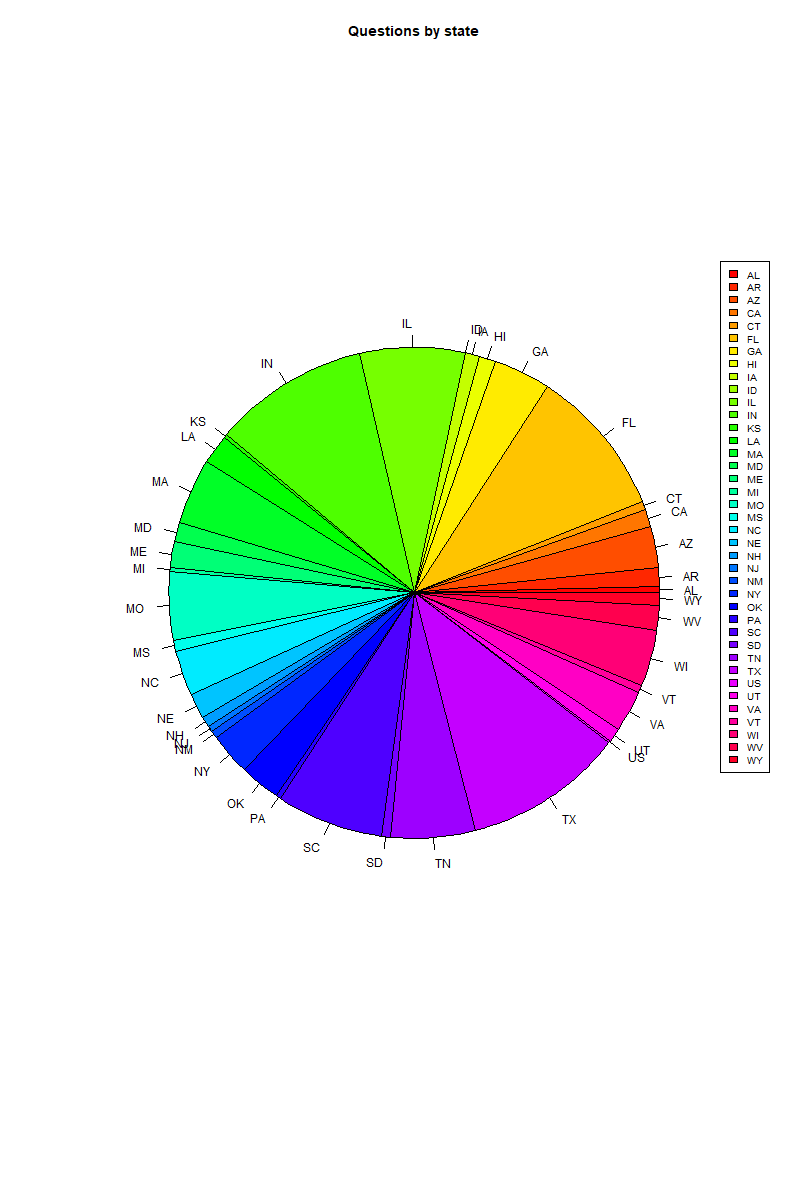 Questions by state
IL
ID
IA
HI
GA
IN
FL
KS
LA
MA
CT
CA
MD
AZ
ME
MI
AR
AL
WY
MO
WV
MS
WI
NC
VT
NE
VA
NH
NJ
NM
UT
US
NY
OK
PA
TX
SC
SD
TN
AL
AR
AZ
CA
CT
FL
GA
HI
IA
ID
IL
IN
KS
LA
MA
MD
ME
MI
MO
MS
NC
NE
NH
NJ
NM
NY
OK
PA
SC
SD
TN
TX
US
UT
VA
VT
WI
WV
WY